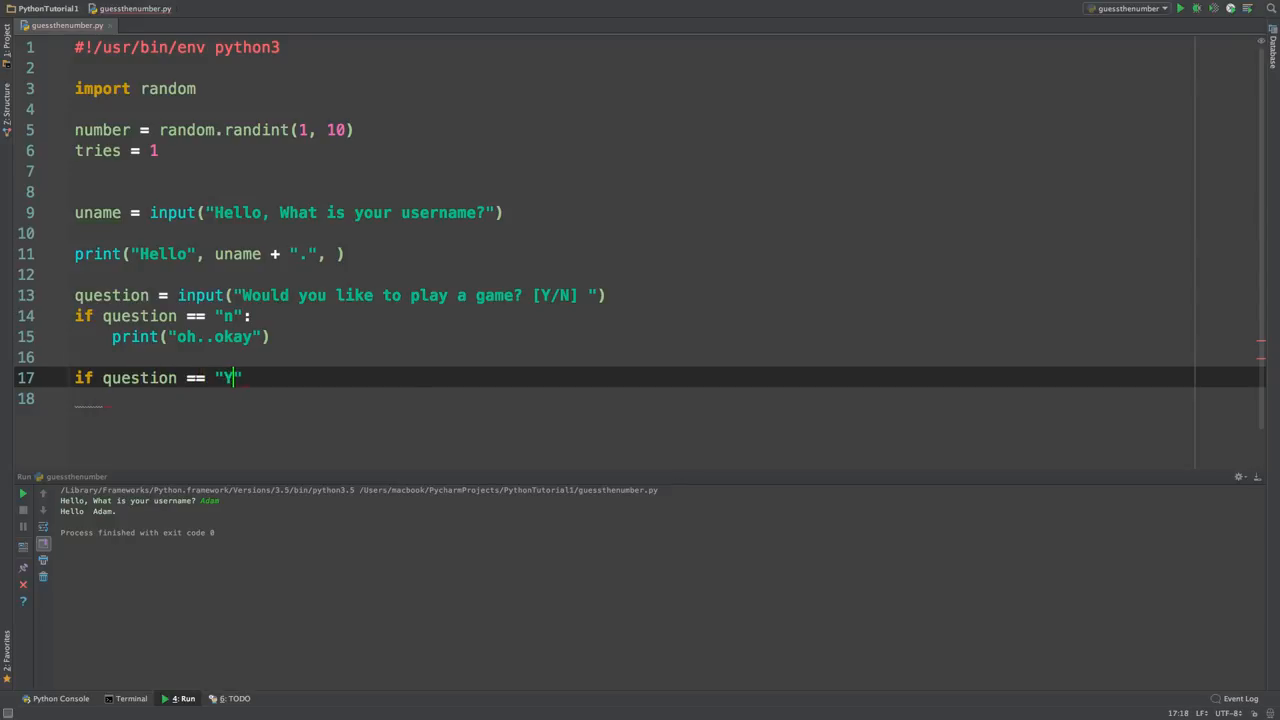 PythonTutorial1 guessthenumber.py guessthenumber
guessthenumber.py
1: Project
Z: Structure
Database
1 #!/usr/bin/env python3
2
3 import random
4
5 number = random.randint(1, 10)
6 tries = 1
7
8
9 uname = input("Hello, What is your username?")
10
11 print("Hello", uname + ".", )
12
13 question = input("Would you like to play a game? [Y/N] ")
14 if question == "n":
15     print("oh..okay")
16
17 if question == "Y"
18
Run guessthenumber
/Library/Frameworks/Python.framework/Versions/3.5/bin/python3.5 /Users/macbook/PycharmProjects/PythonTutorial1/guessthenumber.py
Hello, What is your username? Adam
Hello  Adam.
Process finished with exit code 0
2: Favorites
Python Console Terminal 4: Run 6: TODO Event Log
17:18 LF÷ UTF-8÷